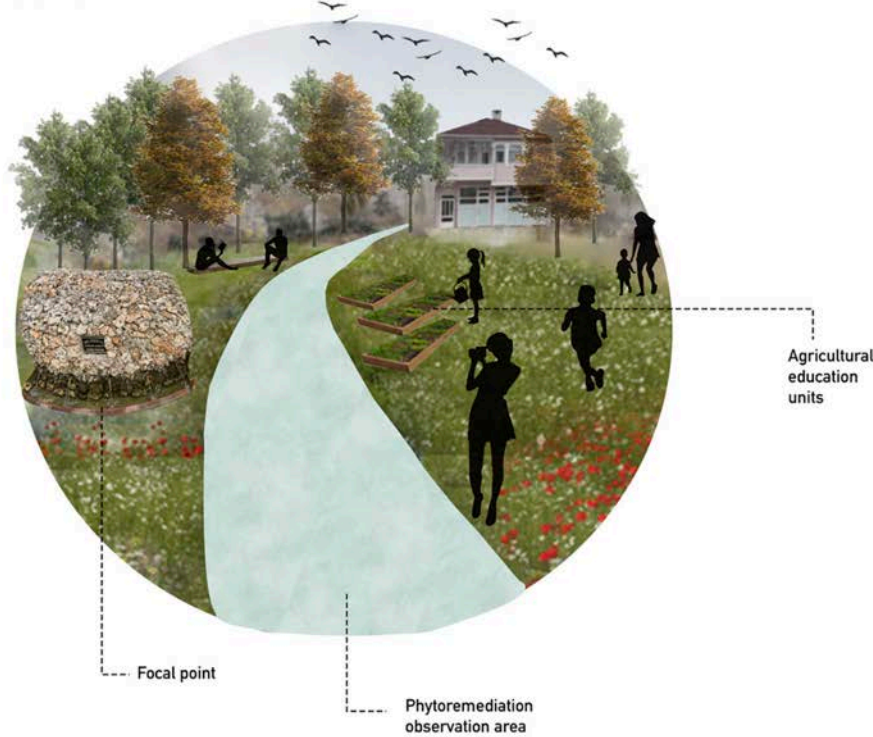 Agricultural
education
units
Focal point
Phytoremediation
observation area